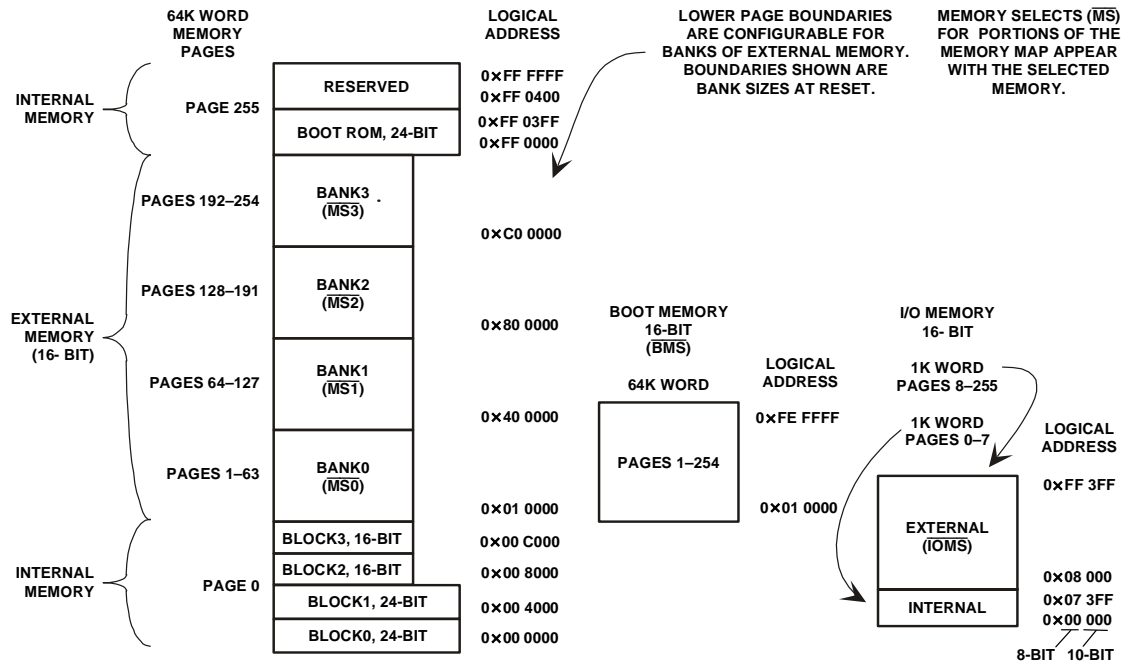 64K WORD
MEMORY
PAGES
LOGICAL
ADDRESS
LOWER PAGE BOUNDARIES
ARE CONFIGURABLE FOR
BANKS OF EXTERNAL MEMORY.
BOUNDARIES SHOWN ARE
BANK SIZES AT RESET.
MEMORY SELECTS (MS)
FOR PORTIONS OF THE
MEMORY MAP APPEAR
WITH THE SELECTED
MEMORY.
INTERNAL
MEMORY
PAGE 255
RESERVED
0×FF FFFF
0×FF 0400
BOOT ROM, 24-BIT
0×FF 03FF
0×FF 0000
EXTERNAL
MEMORY
(16- BIT)
PAGES 192–254
BANK3
(MS3)
0×C0 0000
PAGES 128–191
BANK2
(MS2)
0×80 0000
PAGES 64–127
BANK1
(MS1)
0×40 0000
PAGES 1–63
BANK0
(MS0)
0×01 0000
INTERNAL
MEMORY
PAGE 0
BLOCK3, 16-BIT
0×00 C000
BLOCK2, 16-BIT
0×00 8000
BLOCK1, 24-BIT
0×00 4000
BLOCK0, 24-BIT
0×00 0000
BOOT MEMORY
16-BIT
(BMS)
64K WORD
LOGICAL
ADDRESS
PAGES 1–254
0×FE FFFF
0×01 0000
I/O MEMORY
16- BIT
1K WORD
PAGES 8–255
1K WORD
PAGES 0–7
LOGICAL
ADDRESS
0×FF 3FF
EXTERNAL
(IOMS)
0×08 000
INTERNAL
0×07 3FF
0×00 000
8-BIT 10-BIT